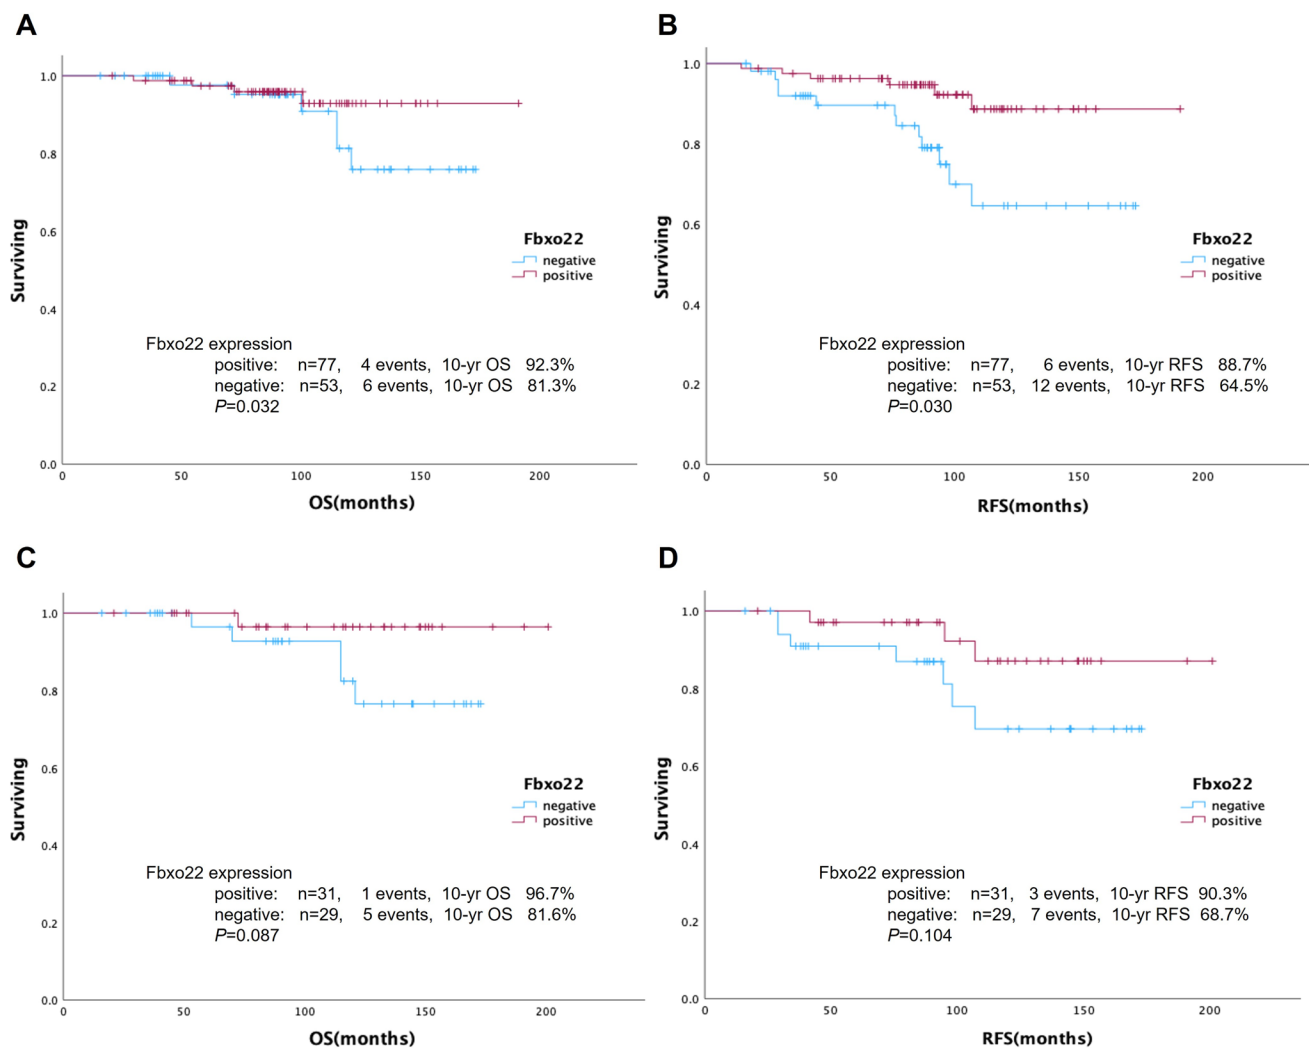 A
1.0
0.8
0.6
0.4
0.2
0.0
Surviving
Fbxo22
negative
positive
Fbxo22 expression
positive: n=77, 4 events, 10-yr OS 92.3%
negative: n=53, 6 events, 10-yr OS 81.3%
P=0.032
0 50 100 150 200
OS(months)
B
1.0
0.8
0.6
0.4
0.2
0.0
Surviving
Fbxo22
negative
positive
Fbxo22 expression
positive: n=77, 6 events, 10-yr RFS 88.7%
negative: n=53, 12 events, 10-yr RFS 64.5%
P=0.030
0 50 100 150 200
RFS(months)
C
1.0
0.8
0.6
0.4
0.2
0.0
Surviving
Fbxo22
negative
positive
Fbxo22 expression
positive: n=31, 1 events, 10-yr OS 96.7%
negative: n=29, 5 events, 10-yr OS 81.6%
P=0.087
0 50 100 150 200
OS(months)
D
1.0
0.8
0.6
0.4
0.2
0.0
Surviving
Fbxo22
negative
positive
Fbxo22 expression
positive: n=31, 3 events, 10-yr RFS 90.3%
negative: n=29, 7 events, 10-yr RFS 68.7%
P=0.104
0 50 100 150 200
RFS(months)